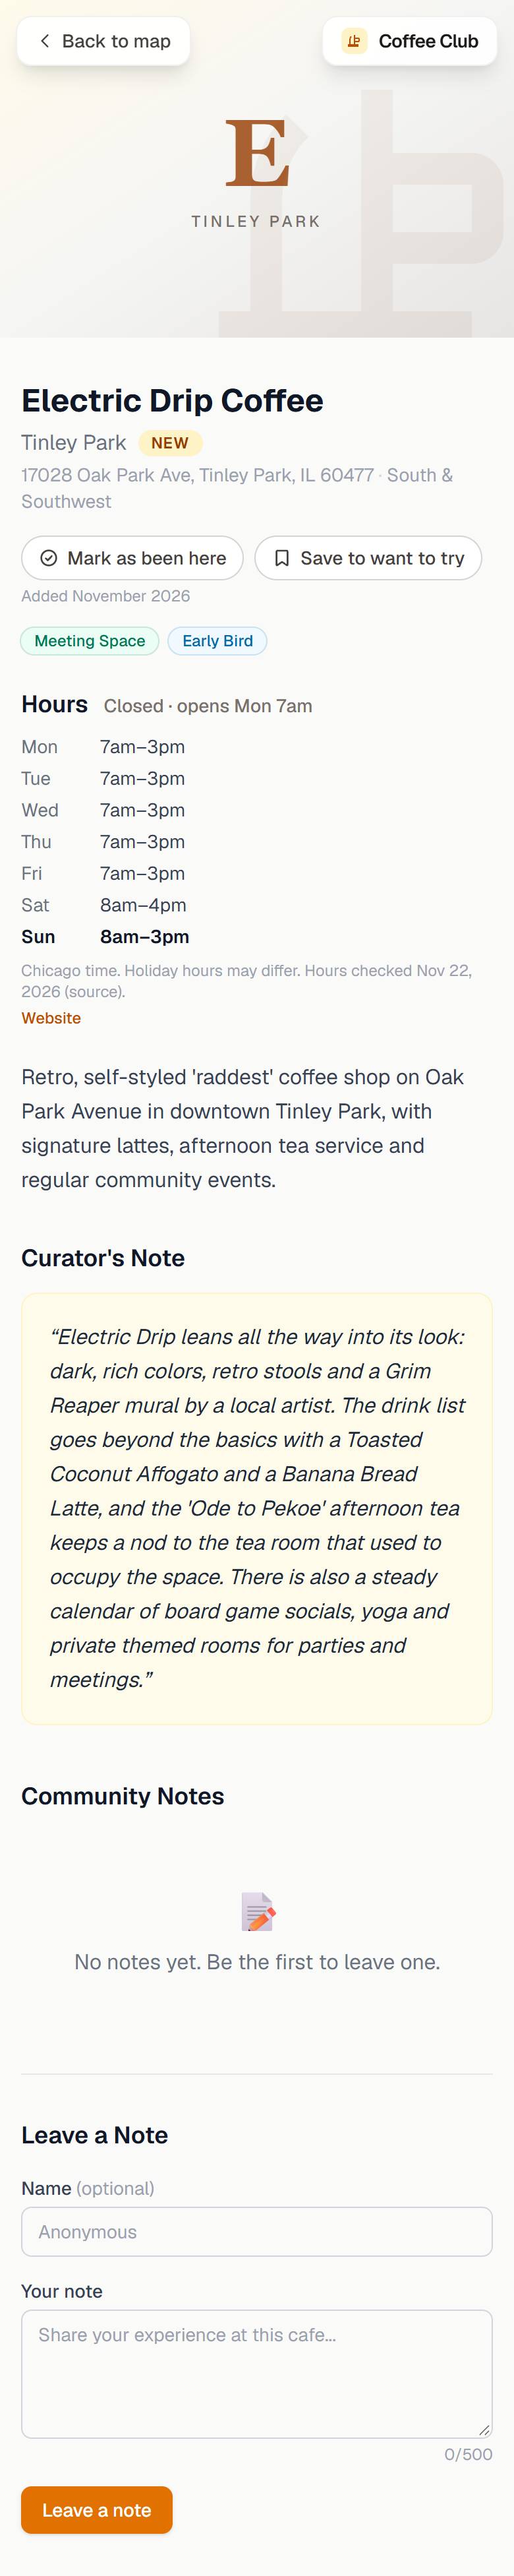 Back to map
Coffee Club
E
TINLEY PARK
Electric Drip Coffee
Tinley Park NEW
17028 Oak Park Ave, Tinley Park, IL 60477 · South &
Southwest
Mark as been here
Save to want to try
Added November 2026
Meeting Space
Early Bird
Hours Closed · opens Mon 7am
Mon 7am–3pm
Tue 7am–3pm
Wed 7am–3pm
Thu 7am–3pm
Fri 7am–3pm
Sat 8am–4pm
Sun 8am–3pm
Chicago time. Holiday hours may differ. Hours checked Nov 22,
2026 (source).
Website
Retro, self-styled 'raddest' coffee shop on Oak
Park Avenue in downtown Tinley Park, with
signature lattes, afternoon tea service and
regular community events.
Curator's Note
“Electric Drip leans all the way into its look:
dark, rich colors, retro stools and a Grim
Reaper mural by a local artist. The drink list
goes beyond the basics with a Toasted
Coconut Affogato and a Banana Bread
Latte, and the 'Ode to Pekoe' afternoon tea
keeps a nod to the tea room that used to
occupy the space. There is also a steady
calendar of board game socials, yoga and
private themed rooms for parties and
meetings.”
Community Notes
No notes yet. Be the first to leave one.
Leave a Note
Name (optional)
Anonymous
Your note
Share your experience at this cafe...
0/500
Leave a note